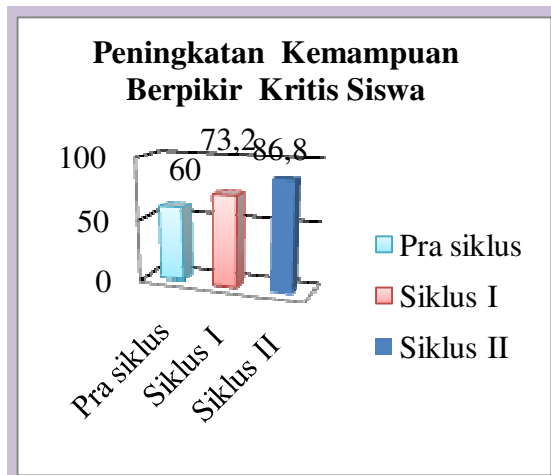 Peningkatan Kemampuan
Berpikir Kritis Siswa
100
50
0
60
73,2
86,8
Pra siklus
Siklus I
Siklus II
Pra siklus
Siklus I
Siklus II